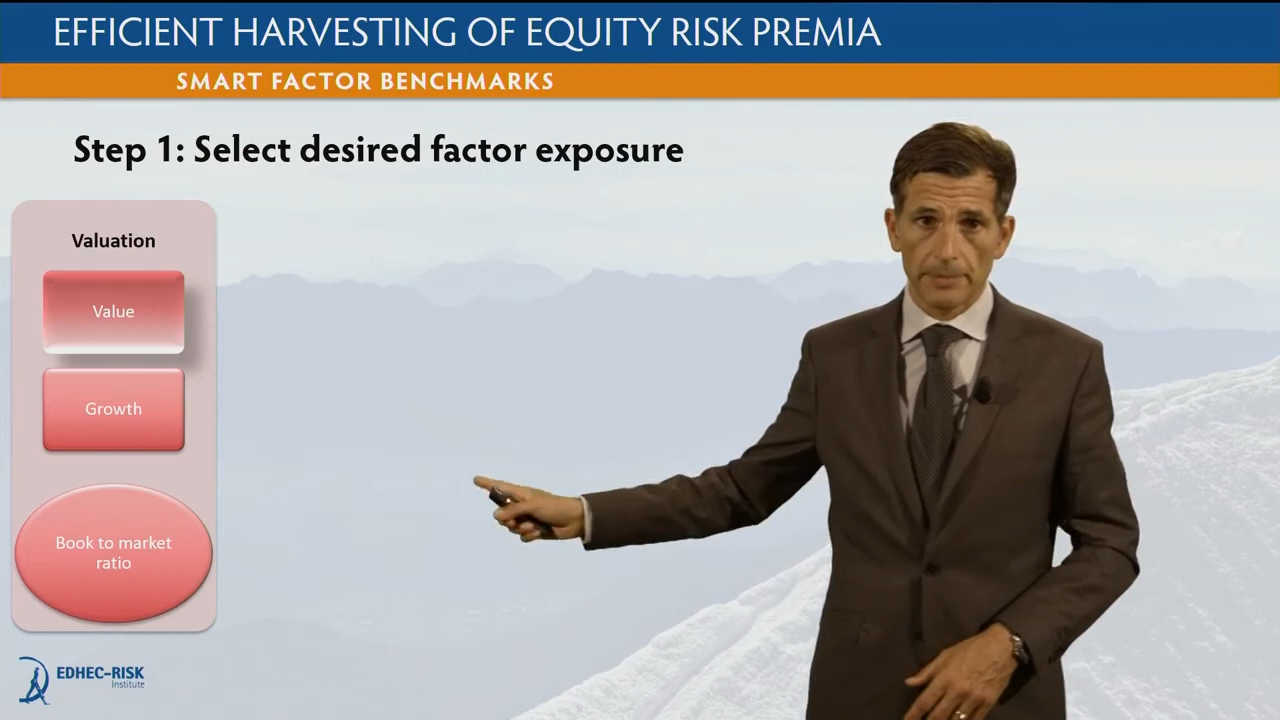 EFFICIENT HARVESTING OF EQUITY RISK PREMIA
SMART FACTOR BENCHMARKS
Step 1: Select desired factor exposure
Valuation
Value
Growth
Book to market
ratio
EDHEC-RISK
Institute